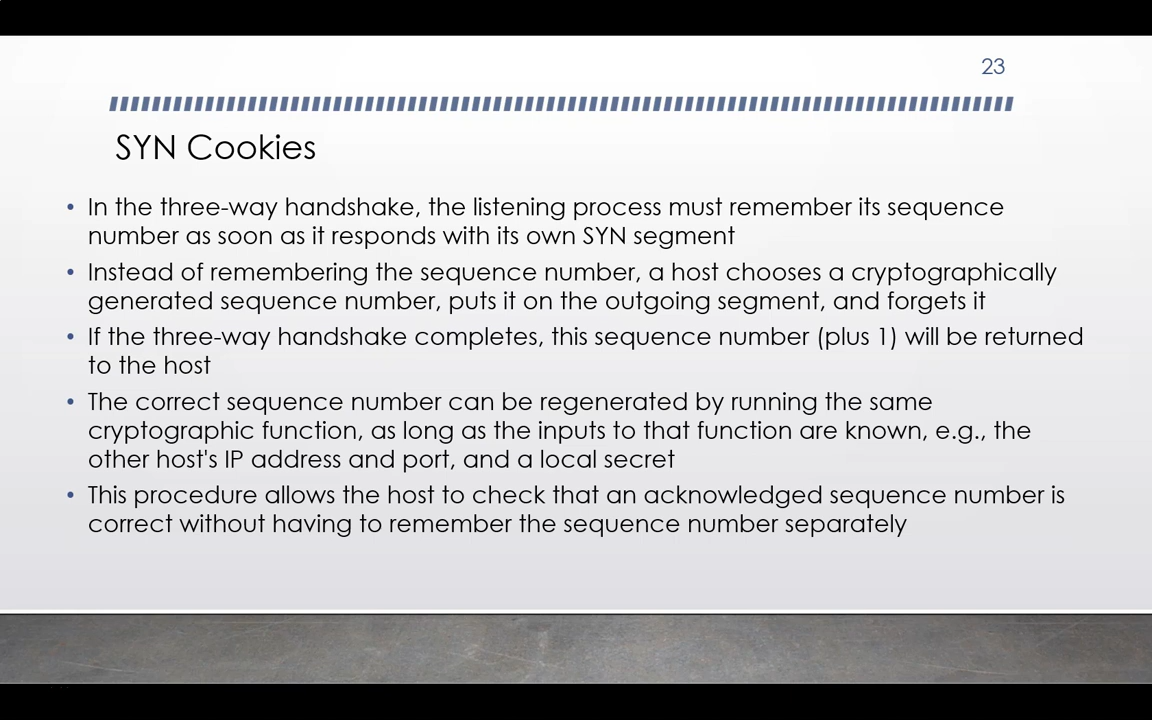 23
SYN Cookies
• In the three-way handshake, the listening process must remember its sequence
number as soon as it responds with its own SYN segment
• Instead of remembering the sequence number, a host chooses a cryptographically
generated sequence number, puts it on the outgoing segment, and forgets it
• If the three-way handshake completes, this sequence number (plus 1) will be returned
to the host
• The correct sequence number can be regenerated by running the same
cryptographic function, as long as the inputs to that function are known, e.g., the
other host's IP address and port, and a local secret
• This procedure allows the host to check that an acknowledged sequence number is
correct without having to remember the sequence number separately